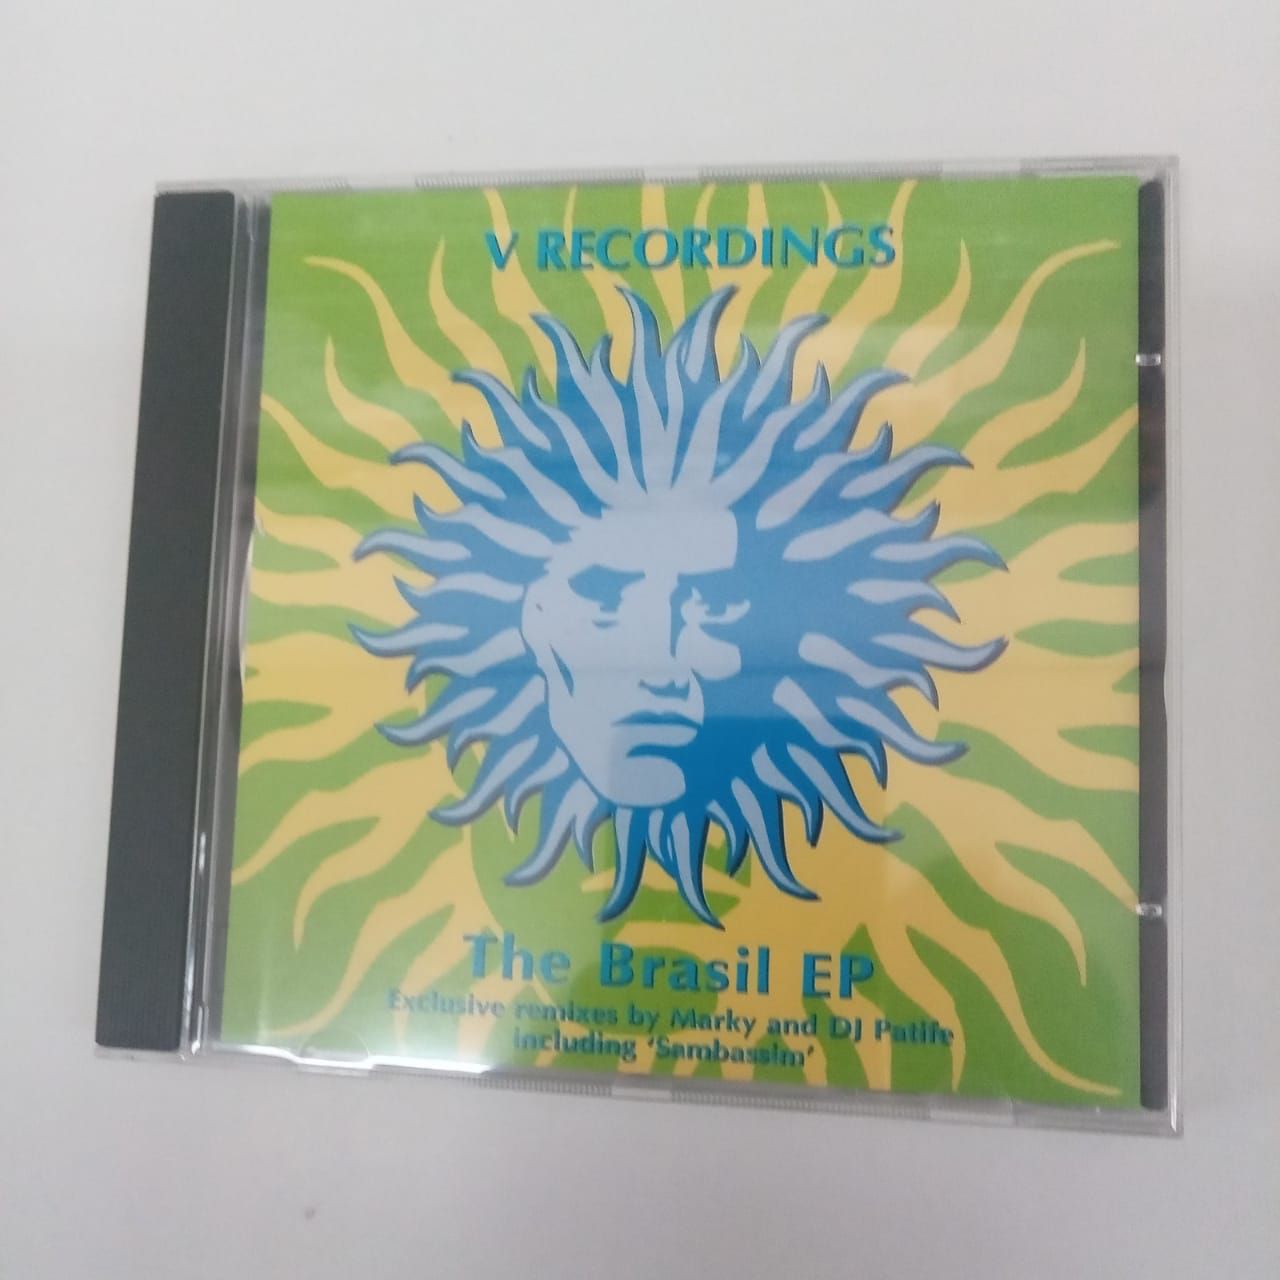 V RECORDINGS
The Brasil EP
Exclusive remixes by Marky and DJ Patife
including 'Sambassim'